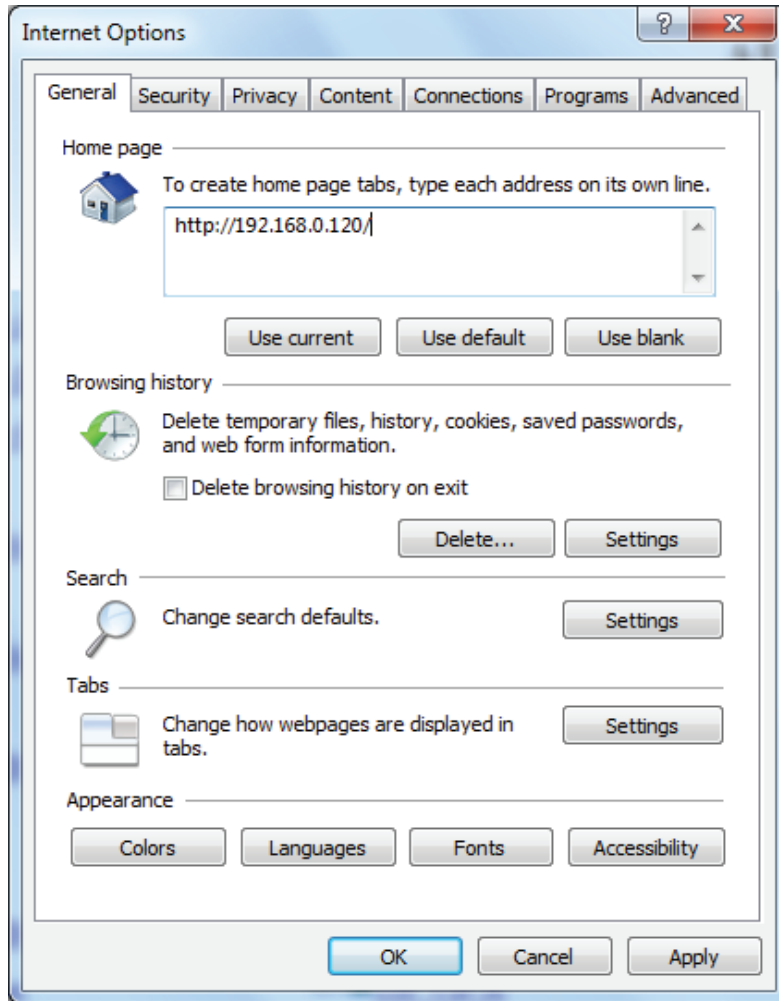 Internet Options
?
X
General Security Privacy Content Connections Programs Advanced
Home page
To create home page tabs, type each address on its own line.
http://192.168.0.120/
Use current Use default Use blank
Browsing history
Delete temporary files, history, cookies, saved passwords,
and web form information.
Delete browsing history on exit
Delete... Settings
Search
Change search defaults. Settings
Tabs
Change how webpages are displayed in
tabs.
Settings
Appearance
Colors Languages Fonts Accessibility
OK Cancel Apply